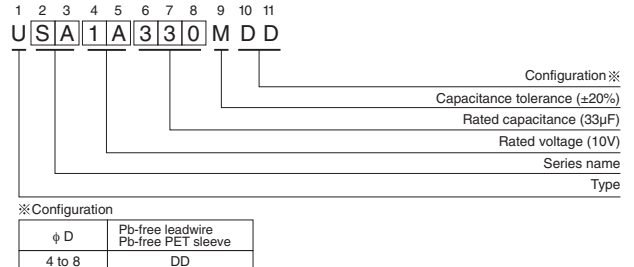 1 2 3 4 5 6 7 8 9 10 11
U S A 1 A 3 3 0 M D D
Configuration※
Capacitance tolerance (±20%)
Rated capacitance (33µF)
Rated voltage (10V)
Series name
Type
※Configuration
ϕ D
Pb-free leadwire
Pb-free PET sleeve
4 to 8
DD